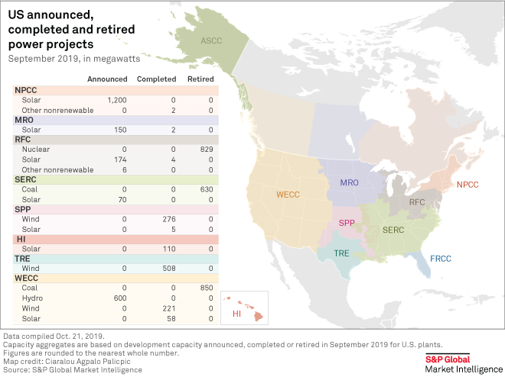 US announced,
completed and retired
power projects
September 2019, in megawatts
Announced Completed Retired
NPCC
Solar 1,200 0 0
Other nonrenewable 0 2 0
MRO
Solar 150 2 0
RFC
Nuclear 0 0 829
Solar 174 4 0
Other nonrenewable 6 0 0
SERC
Coal 0 0 630
Solar 70 0 0
SPP
Wind 0 276 0
Solar 0 5 0
HI
Solar 0 110 0
TRE
Wind 0 508 0
WECC
Coal 0 0 850
Hydro 600 0 0
Wind 0 221 0
Solar 0 58 0
ASCC
WECC
MRO
NPCC
RFC
SPP
SERC
TRE
FRCC
HI
Data compiled Oct. 21, 2019.
Capacity aggregates are based on development capacity announced, completed or retired in September 2019 for U.S. plants.
Figures are rounded to the nearest whole number.
Map credit: Ciaralou Agpalo Palicpic
Source: S&P Global Market Intelligence
S&P Global
Market Intelligence